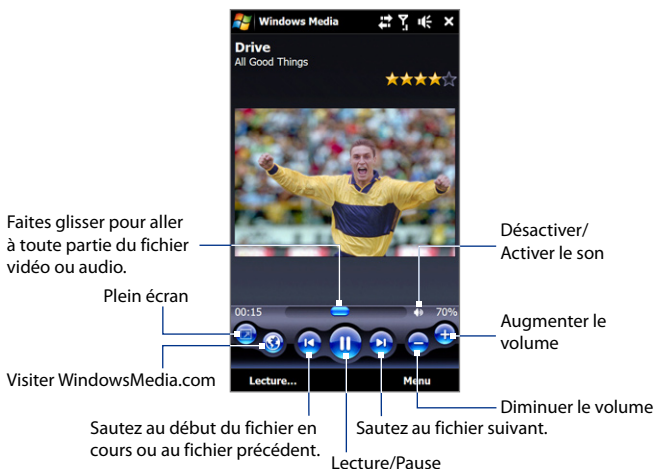 Windows Media
Drive
All Good Things
Faites glisser pour aller
à toute partie du fichier
vidéo ou audio.
Désactiver/
Activer le son
Plein écran
00:15
70%
Augmenter le
volume
Visiter WindowsMedia.com
Lecture...
Menu
Diminuer le volume
Sautez au début du fichier en
cours ou au fichier précédent.
Sautez au fichier suivant.
Lecture/Pause